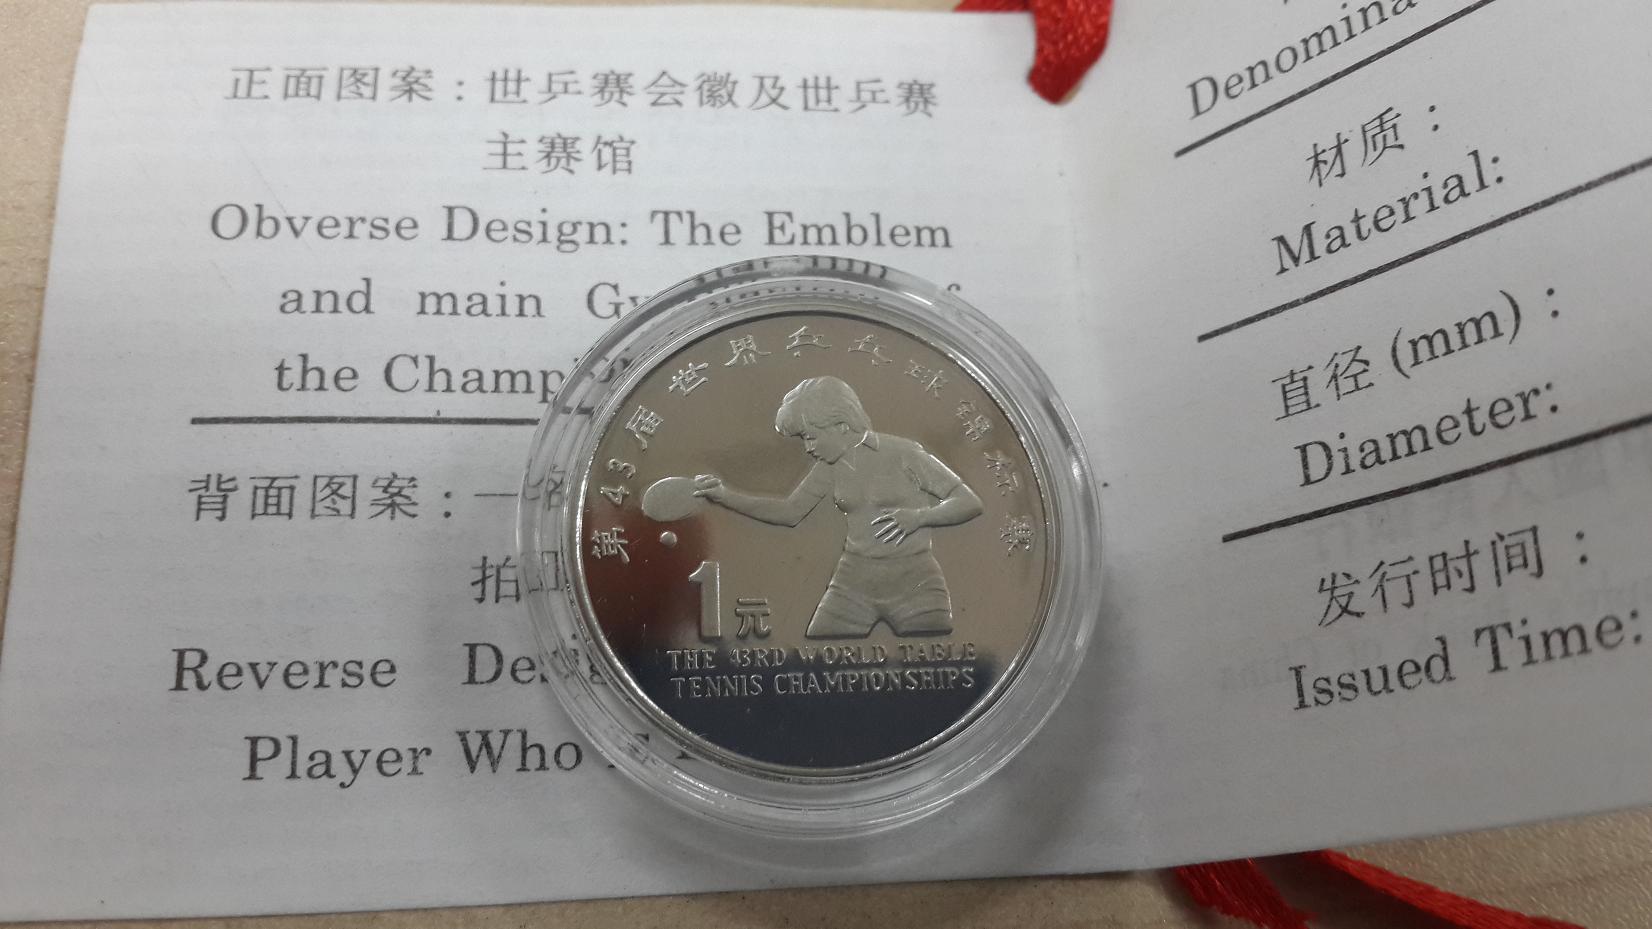 正面图案：世乒赛会徽及世乒赛
主赛馆
Obverse Design: The Emblem
and main
the
背面图案：一
拍
Reverse
Player Who
第43届世界乒乓球锦标赛
1元
THE 43RD WORLD TABLE
TENNIS CHAMPIONSHIPS
材质：
Material:
直径(mm)：
Diameter:
发行时间：
Issued Time: